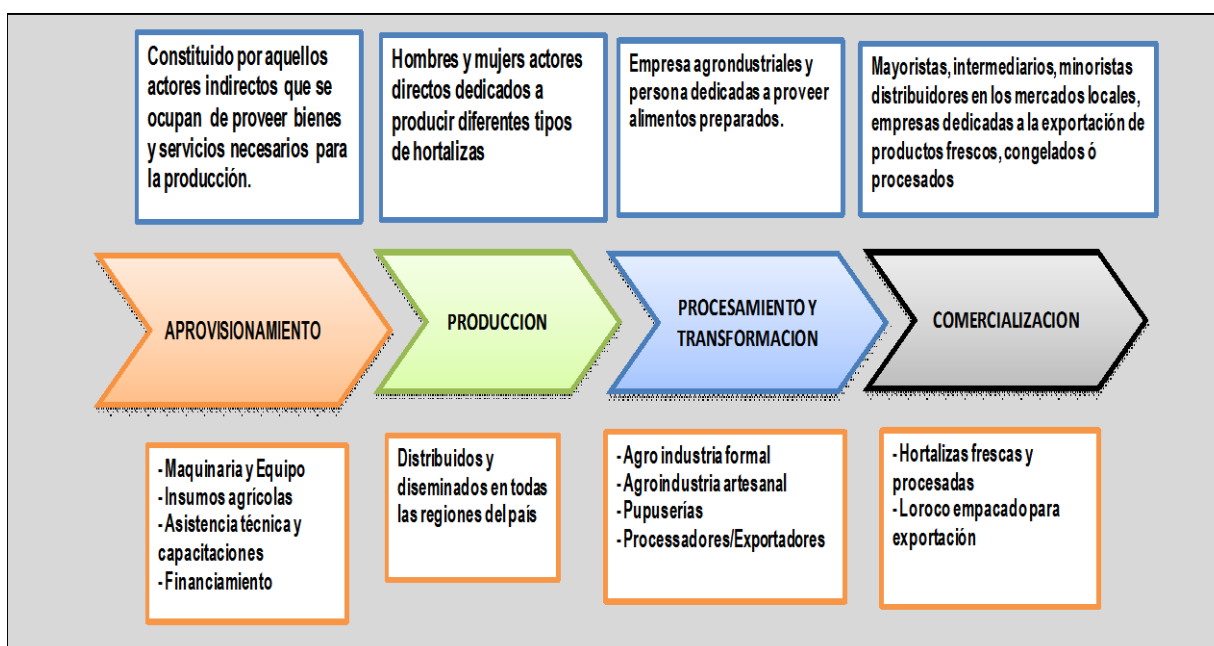 Constituido por aquellos
actores indirectos que se
ocupan de proveer bienes
y servicios necesarios para
la producción.
Hombres y mujers actores
directos dedicados a
producir diferentes tipos
de hortalizas
Empresa agrondustriales y
persona dedicadas a proveer
alimentos preparados.
Mayoristas, intermediarios, minoristas
distribuidores en los mercados locales,
empresas dedicadas a la exportación de
productos frescos, congelados ó
procesados
APROVISIONAMIENTO
PRODUCCION
PROCESAMIENTO Y
TRANSFORMACION
COMERCIALIZACION
- Maquinaria y Equipo
- Insumos agrícolas
- Asistencia técnica y
capacitaciones
- Financiamiento
Distribuidos y
diseminados en todas
las regiones del país
- Agro industria formal
- Agroindustria artesanal
- Pupuserías
- Processadores/Exportadores
- Hortalizas frescas y
procesadas
- Loroco empacado para
exportación